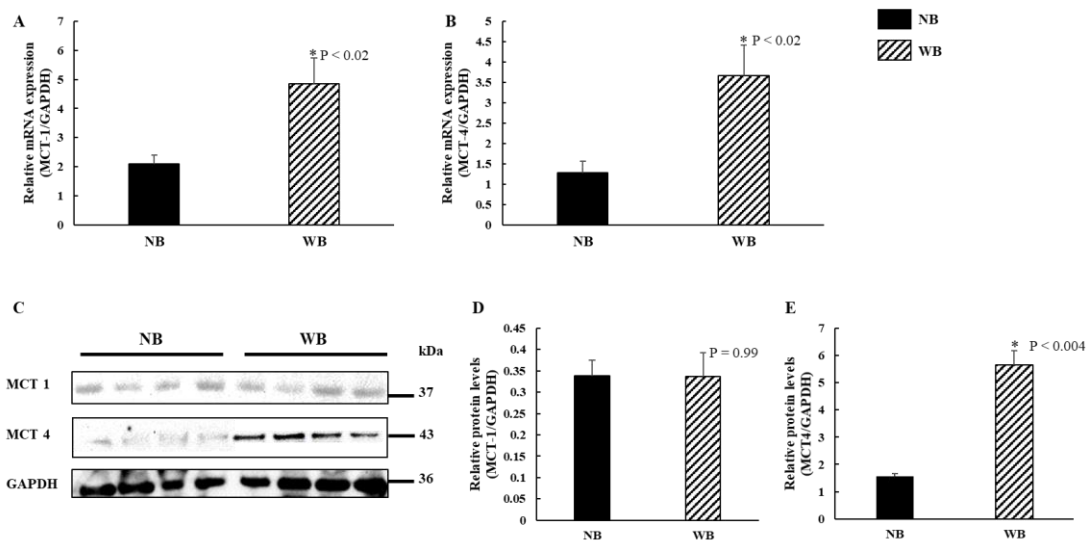 A
Relative mRNA expression
(MCT-1/GAPDH)
7
6
5
4
3
2
1
0
* P < 0.02
NB
WB
B
Relative mRNA expression
(MCT-4/GAPDH)
5
4.5
4
3.5
3
2.5
2
1.5
1
0.5
0
* P < 0.02
NB
WB
NB
WB
C
NB
WB
kDa
MCT 1
37
MCT 4
43
GAPDH
36
D
Relative protein levels
(MCT-1/GAPDH)
0.45
0.4
0.35
0.3
0.25
0.2
0.15
0.1
0.05
0
P = 0.99
NB
WB
E
Relative protein levels
(MCT4/GAPDH)
7
6
5
4
3
2
1
0
* P < 0.004
NB
WB